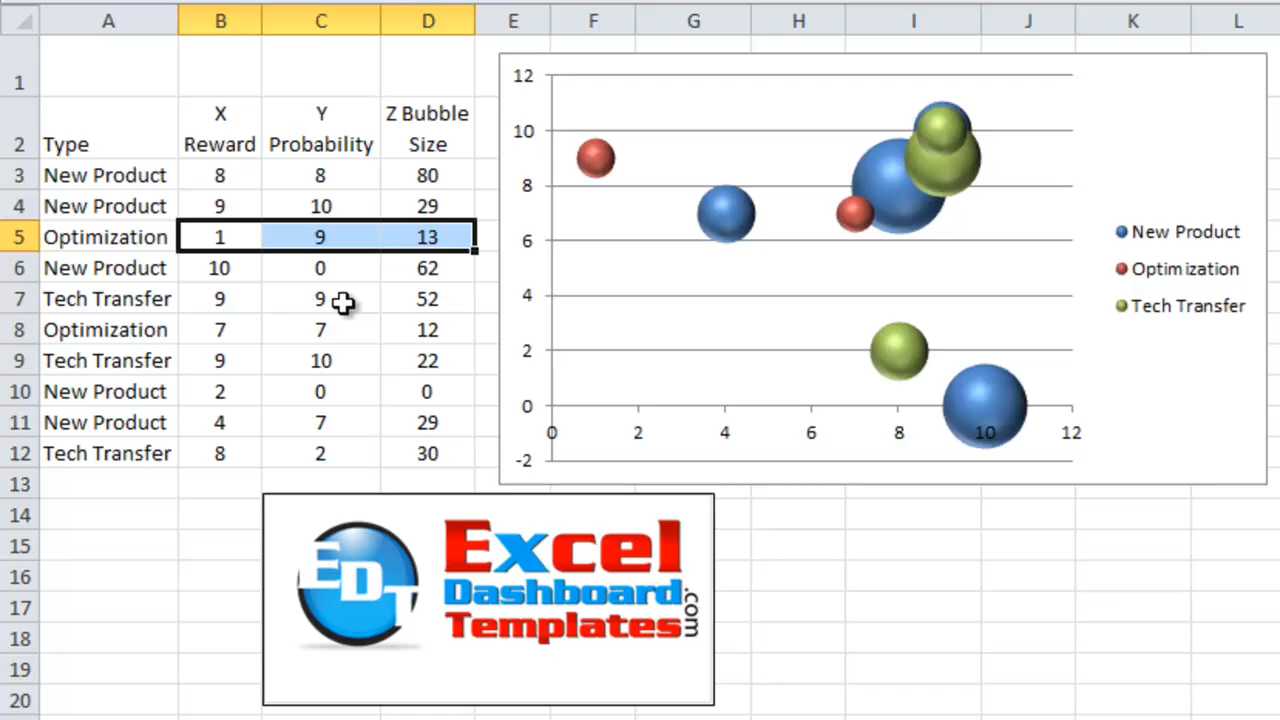 A B C D E F G H I J K L
1
X Y Z Bubble
2 Type Reward Probability Size
3 New Product 8 8 80
4 New Product 9 10 29
5 Optimization 1 9 13
6 New Product 10 0 62
7 Tech Transfer 9 9 52
8 Optimization 7 7 12
9 Tech Transfer 9 10 22
10 New Product 2 0 0
11 New Product 4 7 29
12 Tech Transfer 8 2 30
13
14
15
16
17
18
19
20
12
10
8
6
4
2
0
-2
0 2 4 6 8 10 12
New Product
Optimization
Tech Transfer
EDT
Excel
Dashboard
Templates
.com